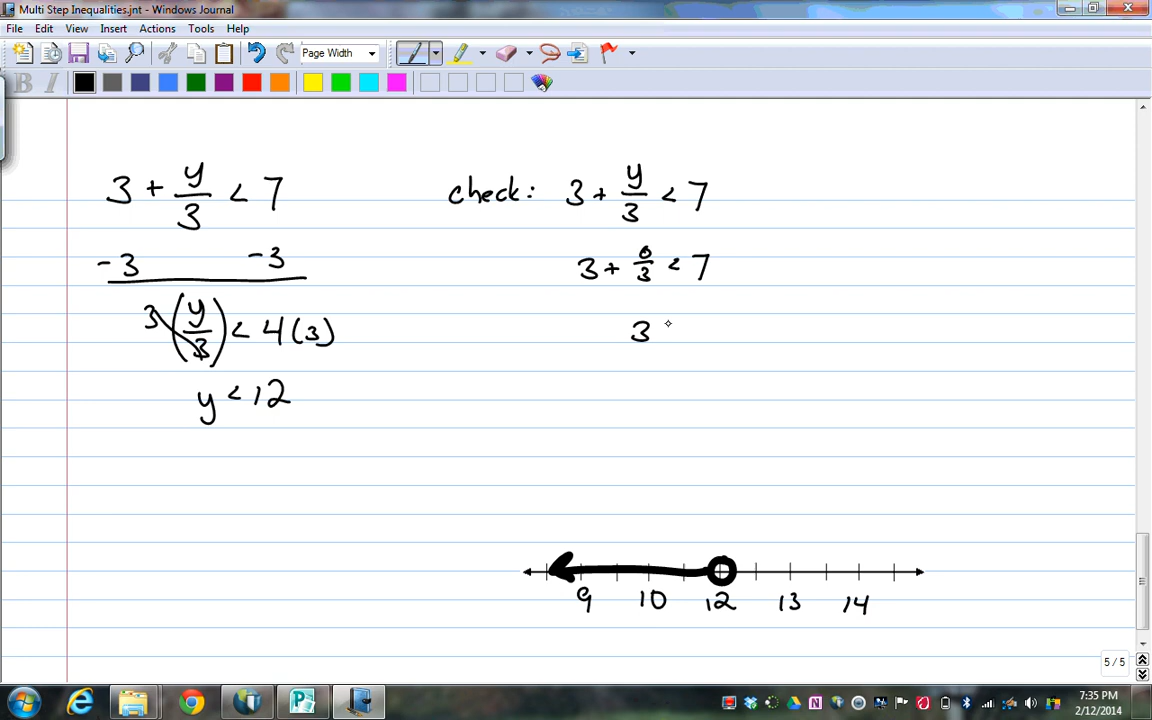 Multi Step Inequalities.jnt - Windows Journal
File Edit View Insert Actions Tools Help
Page Width
B I
3 + y/3 < 7
-3 -3
3(y/3) < 4(3)
y < 12
check: 3 + y/3 < 7
3 + 0/3 < 7
3
9 10 12 13 14
5 / 5
7:35 PM
2/12/2014